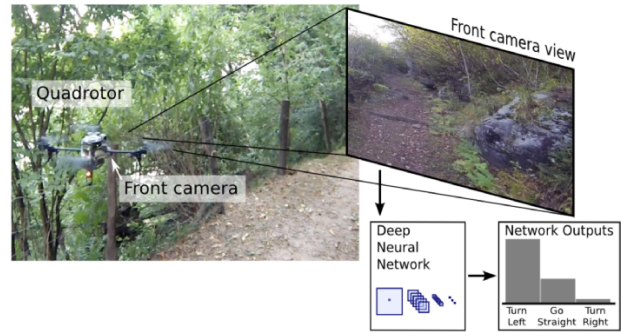 Front camera view
Quadrotor
Front camera
Deep
Neural
Network
Network Outputs
Turn Go Turn
Left Straight Right